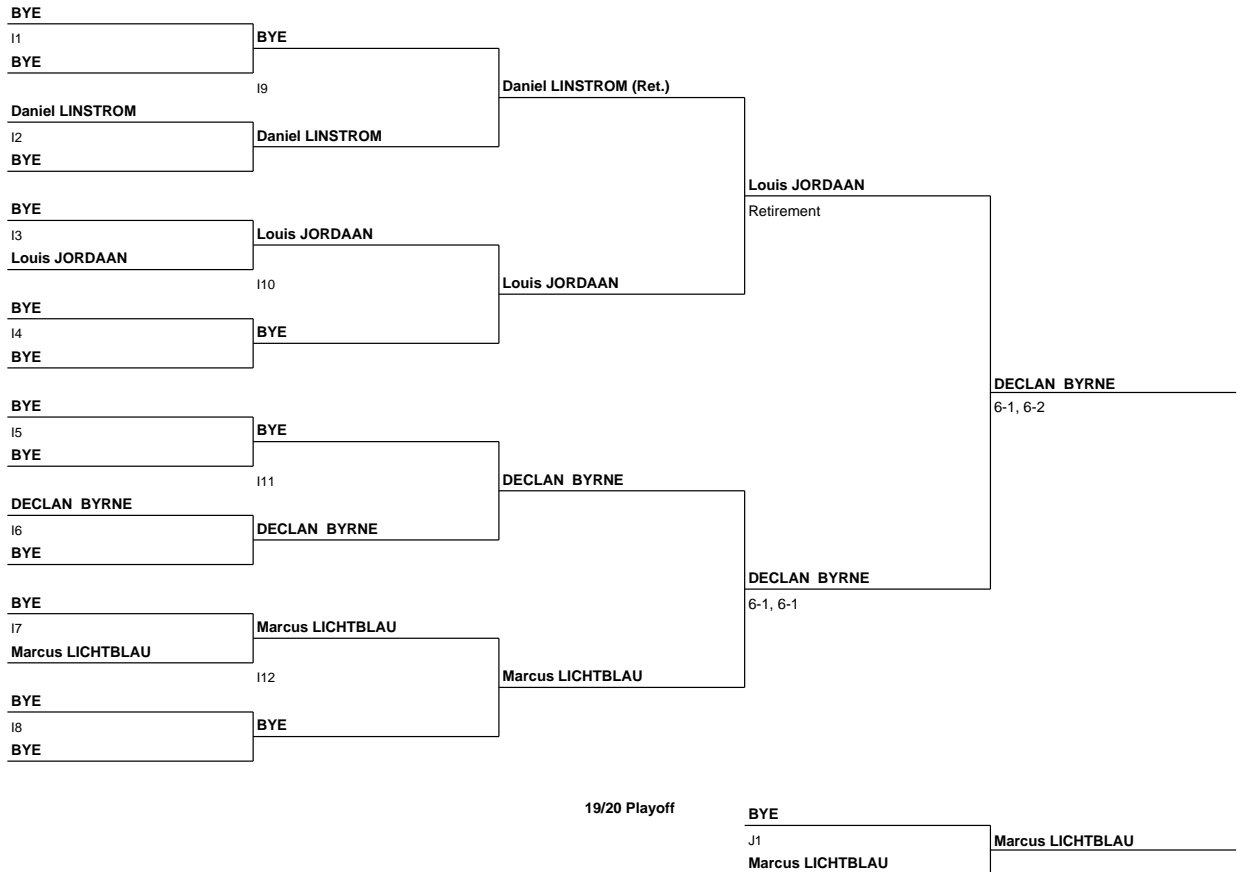 BYE
I1
BYE
BYE
I9
Daniel LINSTROM (Ret.)
Daniel LINSTROM
I2
Daniel LINSTROM
BYE
Louis JORDAAN
Retirement
BYE
I3
Louis JORDAAN
Louis JORDAAN
I10
Louis JORDAAN
BYE
I4
BYE
BYE
DECLAN BYRNE
6-1, 6-2
BYE
I5
BYE
BYE
I11
DECLAN BYRNE
DECLAN BYRNE
I6
DECLAN BYRNE
BYE
DECLAN BYRNE
6-1, 6-1
BYE
I7
Marcus LICHTBLAU
Marcus LICHTBLAU
I12
Marcus LICHTBLAU
BYE
I8
BYE
BYE
19/20 Playoff
BYE
J1
Marcus LICHTBLAU
Marcus LICHTBLAU